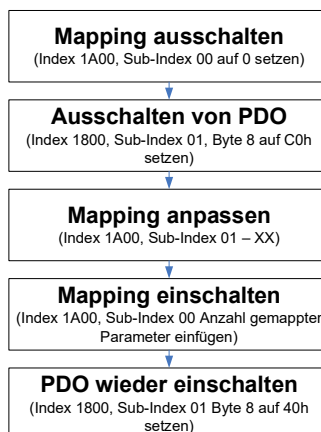 Mapping ausschalten
(Index 1A00, Sub-Index 00 auf 0 setzen)
Ausschalten von PDO
(Index 1800, Sub-Index 01, Byte 8 auf C0h
setzen)
Mapping anpassen
(Index 1A00, Sub-Index 01 – XX)
Mapping einschalten
(Index 1A00, Sub-Index 00 Anzahl gemappter
Parameter einfügen)
PDO wieder einschalten
(Index 1800, Sub-Index 01 Byte 8 auf 40h
setzen)